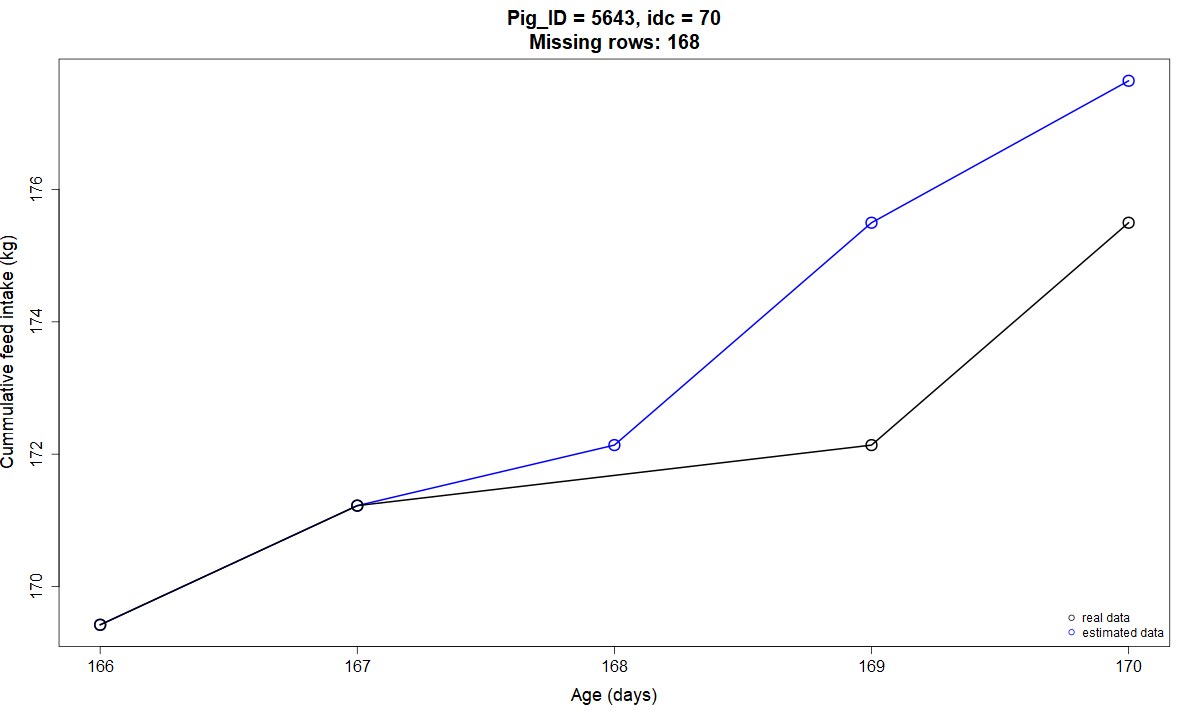 Pig_ID = 5643, idc = 70
Missing rows: 168
Cummulative feed intake (kg)
176
174
172
170
166 167 168 169 170
Age (days)
real data
estimated data